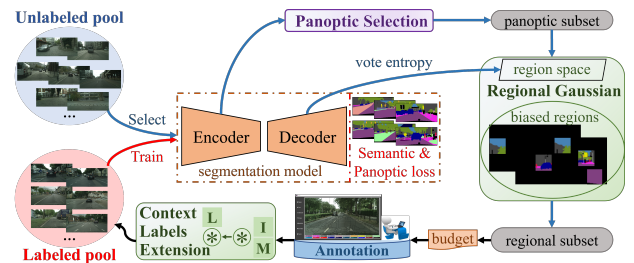 Unlabeled pool
...
Select
Train
...
Labeled pool
Panoptic Selection
panoptic subset
vote entropy
region space
Regional Gaussian
biased regions
Encoder
Decoder
segmentation model
Semantic &
Panoptic loss
regional subset
budget
Annotation
Context
Labels
Extension
L
I
M